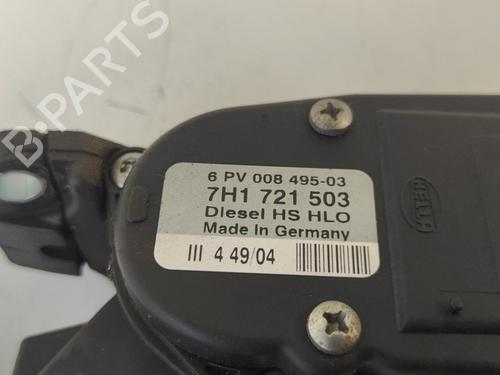 B-PARTS
6 PV 008 495-03
7H1 721 503
Diesel HS HLO
Made In Germany
III 4 49/04
HELLA